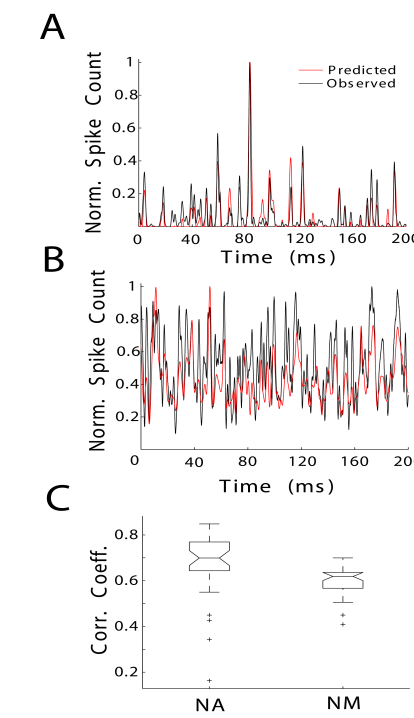 A
Norm. Spike Count
1
0.8
0.6
0.4
0.2
Predicted
Observed
0 40 80 120 160 200
Time (ms)
B
Norm. Spike Count
1
0.8
0.6
0.4
0.2
0 40 80 120 160 20
Time (ms)
C
Corr. Coeff.
0.8
0.6
0.4
0.2
NA NM